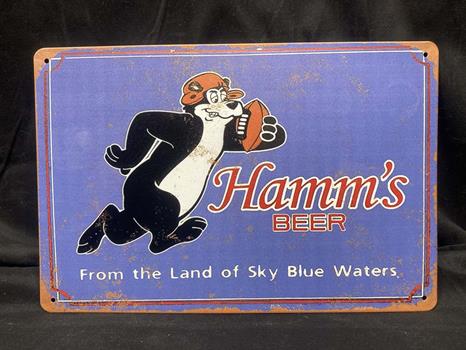 Hamm's
BEER
From the Land of Sky Blue Waters